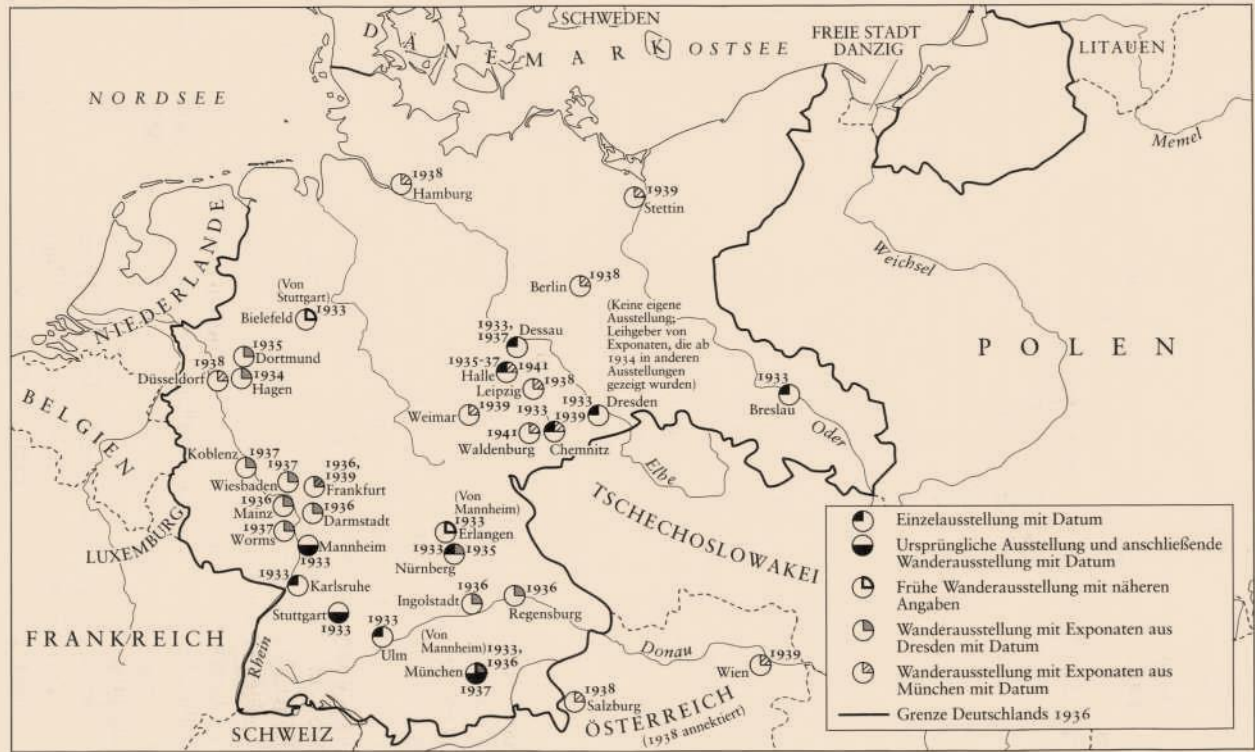 SCHWEDEN
DÄNEMARK
OSTSEE
FREIE STADT
DANZIG
LITAUEN
NORDSEE
Memel
1938
Hamburg
1939
Stettin
Weichsel
NIEDERLANDE
Berlin
1938
(Von
Stuttgart)
1933
Bielefeld
(Keine eigene
Ausstellung;
Leihgeber von
Exponaten, die ab
1934 in anderen
Ausstellungen
gezeigt wurden)
1933,
1937
Dessau
POLEN
1935
Dortmund
1938
1934
Düsseldorf
Hagen
1935-37
1941
Halle
Leipzig
1938
1933
Breslau
BELGIEN
1939
Weimar
1933
1939
1933
Dresden
1941
Waldenburg
Chemnitz
Oder
Elbe
Koblenz
1937
1937
1936,
1939
Wiesbaden
Frankfurt
1936
Mainz
1936
Darmstadt
1937
Worms
LUXEMBURG
Mannheim
1933
(Von
Mannheim)
1933
Erlangen
1933
1935
Nürnberg
TSCHECHOSLOWAKEI
1933
Karlsruhe
Stuttgart
1933
1936
Ingolstadt
1936
Regensburg
FRANKREICH
Rhein
1933
Ulm
(Von
Mannheim)
1933,
1936
München
1937
Donau
1939
Wien
1938
Salzburg
ÖSTERREICH
(1938 annektiert)
SCHWEIZ
Einzelausstellung mit Datum
Ursprüngliche Ausstellung und anschließende
Wanderausstellung mit Datum
Frühe Wanderausstellung mit näheren
Angaben
Wanderausstellung mit Exponaten aus
Dresden mit Datum
Wanderausstellung mit Exponaten aus
München mit Datum
Grenze Deutschlands 1936